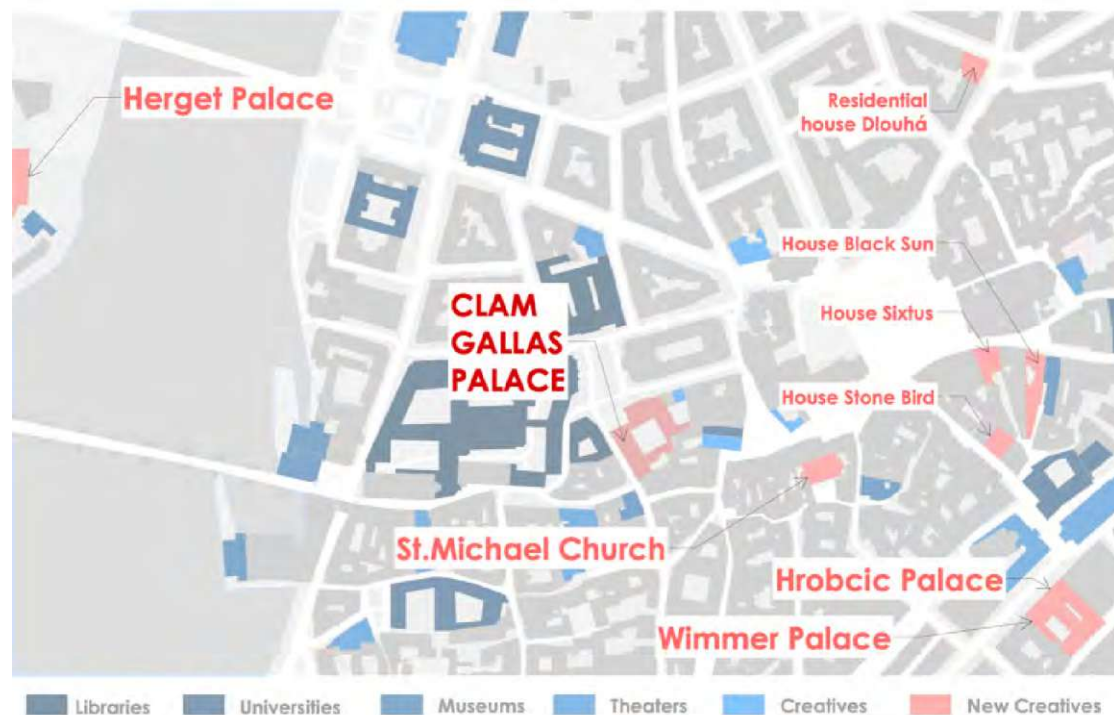 Herget Palace
Residential
house Dlouhá
House Black Sun
CLAM
GALLAS
PALACE
House Sixtus
House Stone Bird
St.Michael Church
Hrobcic Palace
Wimmer Palace
Libraries
Universities
Museums
Theaters
Creatives
New Creatives